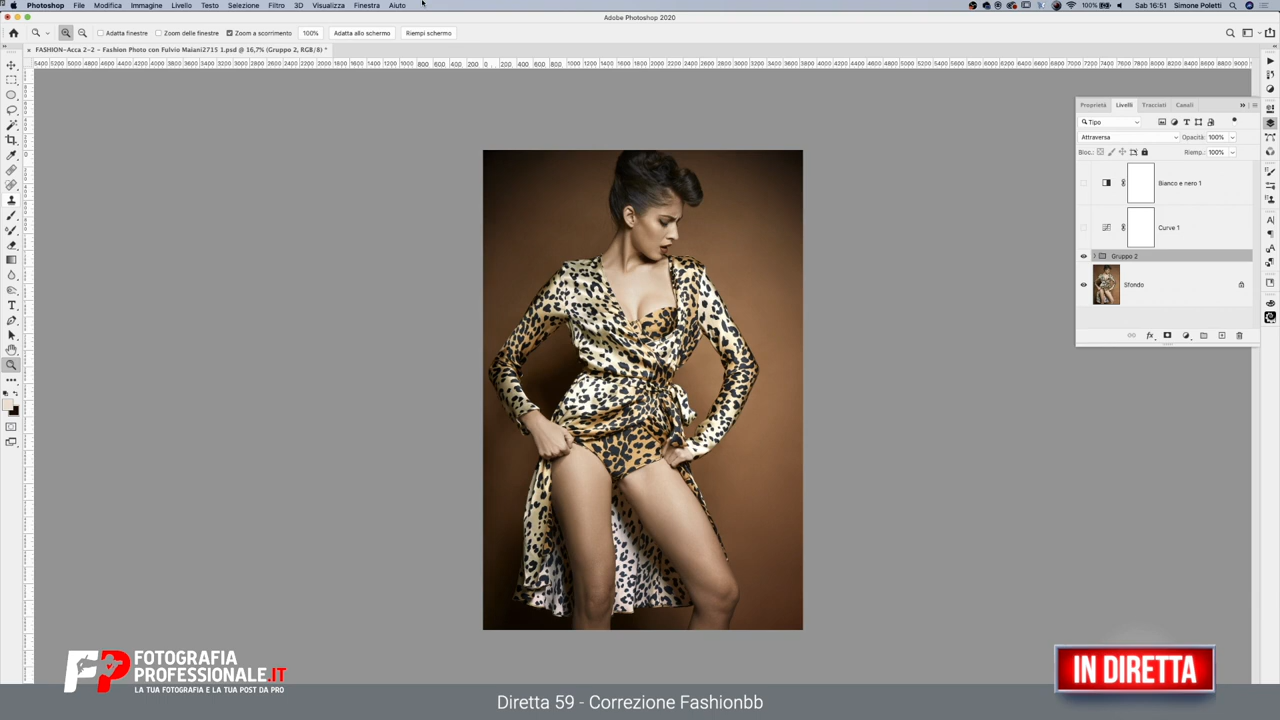 Photoshop File Modifica Immagine Livello Testo Selezione Filtro 3D Visualizza Finestra Aiuto
100% Sab 16:51 Simone Poletti
Adobe Photoshop 2020
Adatta finestre Zoom delle finestre Zoom a scorrimento 100% Adatta allo schermo Riempi schermo
FASHION-Acca 2-2 - Fashion Photo con Fulvio Maiani2715 1.psd @ 16,7% (Gruppo 2, RGB/8) *
Proprietà Livelli Tracciati Canali
Tipo
Attraversa Opacità: 100%
Bloc.: Riemp.: 100%
Bianco e nero 1
Curve 1
Gruppo 2
Sfondo
FP FOTOGRAFIA
PROFESSIONALE.IT
LA TUA FOTOGRAFIA E LA TUA POST DA PRO
IN DIRETTA
Diretta 59 - Correzione Fashionbb